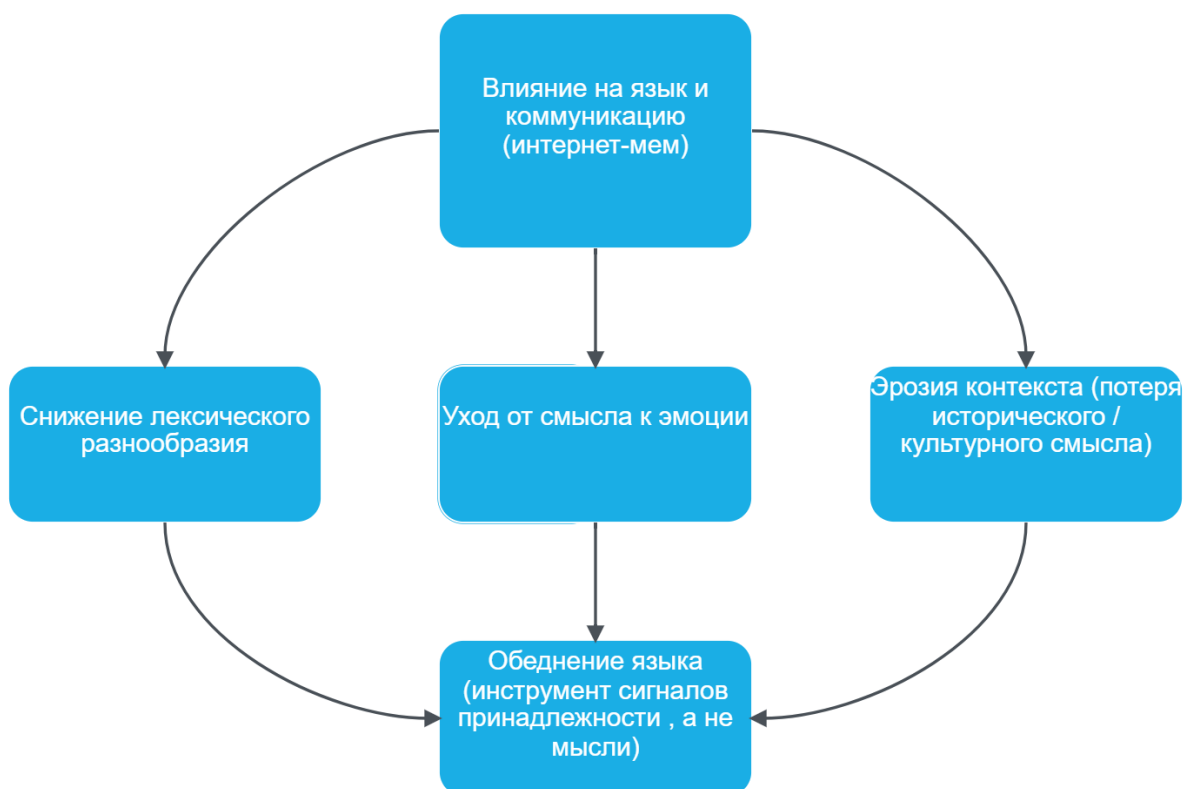 Влияние на язык и
коммуникацию
(интернет-мем)
Снижение лексического
разнообразия
Уход от смысла к эмоции
Эрозия контекста (потеря
исторического /
культурного смысла)
Обеднение языка
(инструмент сигналов
принадлежности , а не
мысли)